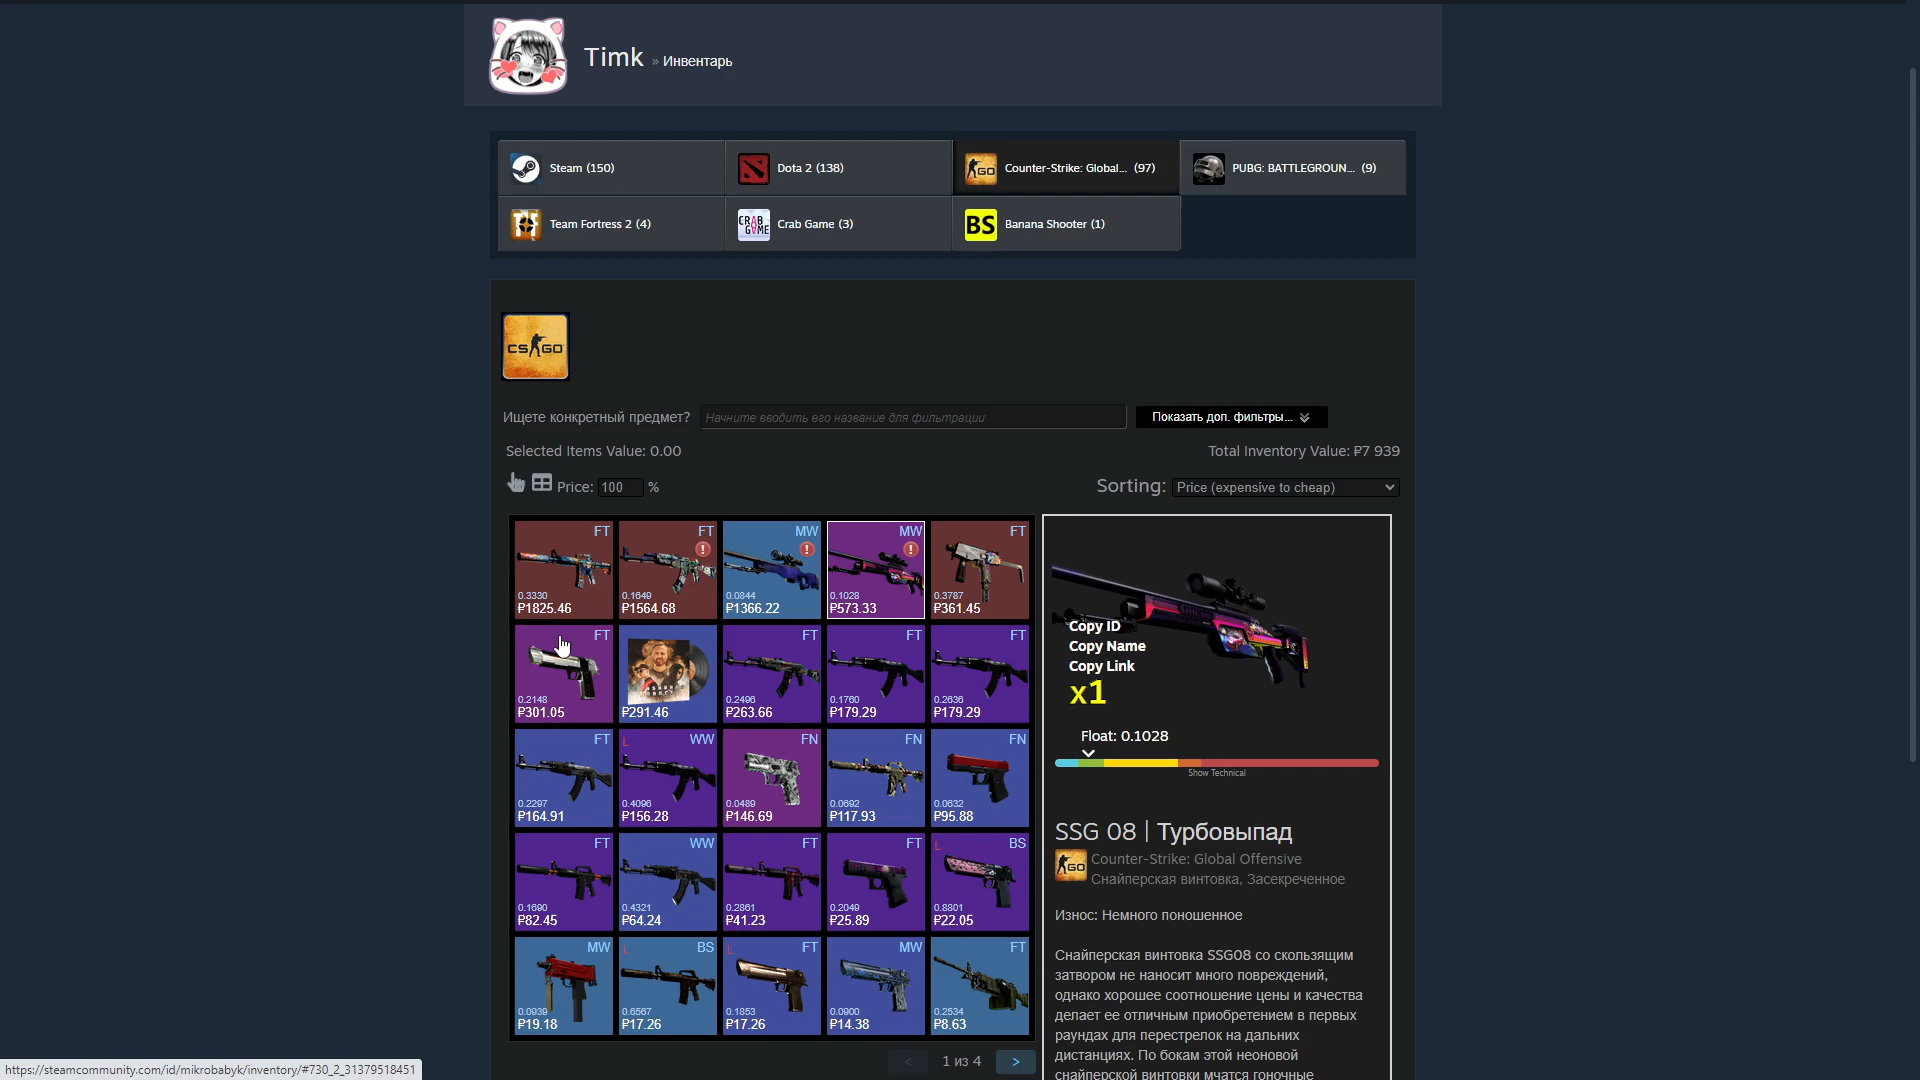 Timk » Инвентарь
Steam (150)
Dota 2 (138)
Counter-Strike: Global... (97)
PUBG: BATTLEGROUN... (9)
Team Fortress 2 (4)
CRAB GAME
Crab Game (3)
BS
Banana Shooter (1)
CS GO
Ищете конкретный предмет?
Начните вводить его название для фильтрации
Показать доп. фильтры...
Selected Items Value: 0.00
Total Inventory Value: ₽7 939
Price: 100 %
Sorting: Price (expensive to cheap)
FT 0.3330 ₽1825.46
FT 0.1649 ₽1564.68
MW 0.0844 ₽1366.22
MW 0.1028 ₽573.33
FT 0.3787 ₽361.45
FT 0.2148 ₽301.05
₽291.46
FT 0.2496 ₽263.66
FT 0.1760 ₽179.29
FT 0.2636 ₽179.29
FT 0.2297 ₽164.91
L WW 0.4096 ₽156.28
FN 0.0489 ₽146.69
FN 0.0692 ₽117.93
FN 0.0632 ₽95.88
FT 0.1690 ₽82.45
WW 0.4321 ₽64.24
FT 0.2861 ₽41.23
FT 0.2049 ₽25.89
L BS 0.8801 ₽22.05
MW 0.0939 ₽19.18
L BS 0.6567 ₽17.26
L FT 0.1853 ₽17.26
MW 0.0900 ₽14.38
FT 0.2534 ₽8.63
< 1 из 4 >
Copy ID
Copy Name
Copy Link
x1
Float: 0.1028
Show Technical
SSG 08 | Турбовыпад
Counter-Strike: Global Offensive
Снайперская винтовка, Засекреченное
Износ: Немного поношенное
Снайперская винтовка SSG08 со скользящим
затвором не наносит много повреждений,
однако хорошее соотношение цены и качества
делает ее отличным приобретением в первых
раундах для перестрелок на дальних
дистанциях. По бокам этой неоновой
снайперской винтовки мчатся гоночные
https://steamcommunity.com/id/mikrobabyk/inventory/#730_2_31379518451